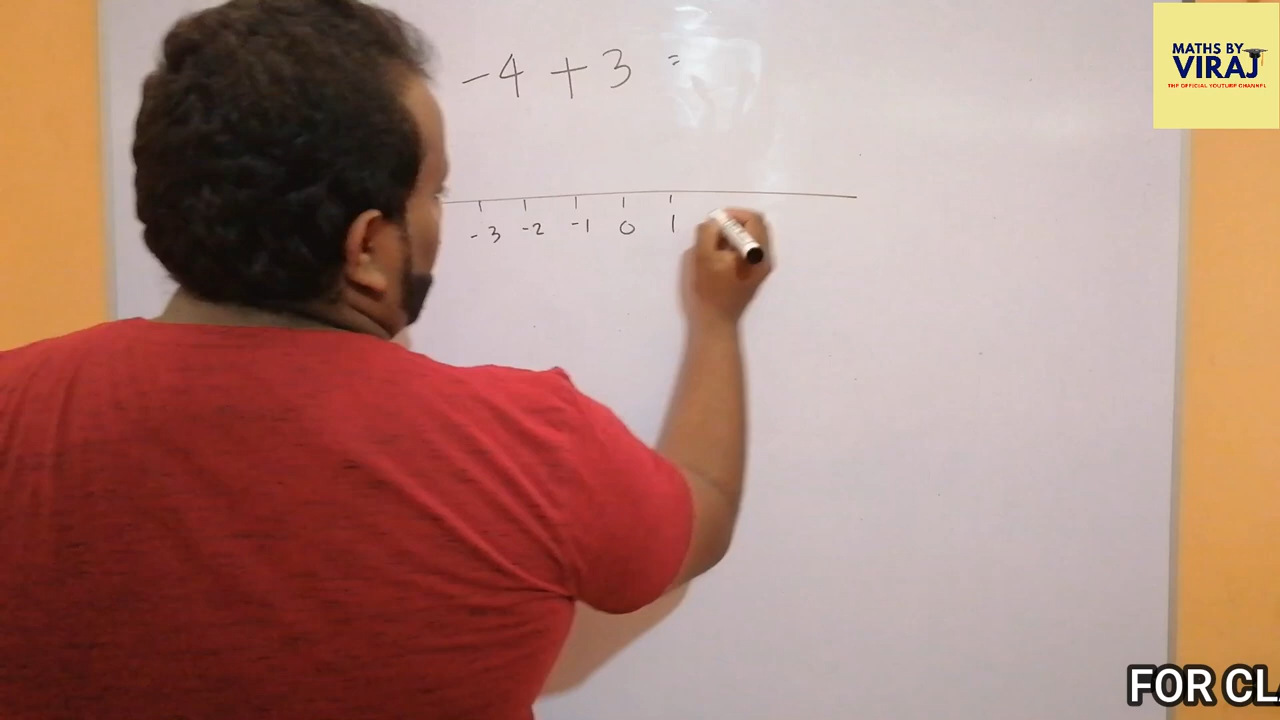 -4 + 3 =
-3 -2 -1 0 1
MATHS BY
VIRAJ
THE OFFICIAL YOUTUBE CHANNEL
FOR CL